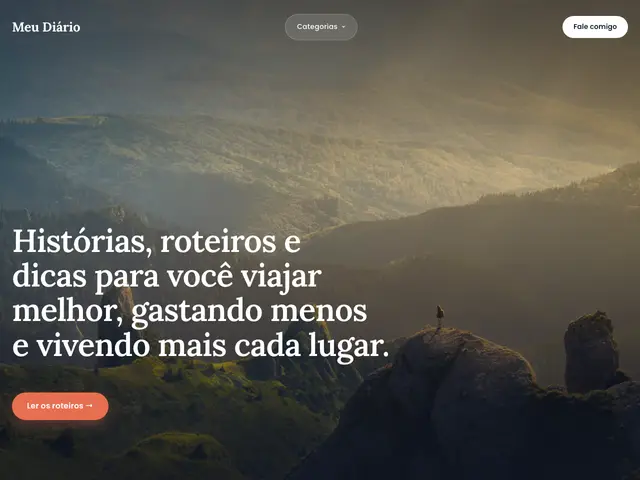 Meu Diário
Categorias
Fale comigo
Histórias, roteiros e
dicas para você viajar
melhor, gastando menos
e vivendo mais cada lugar.
Ler os roteiros →